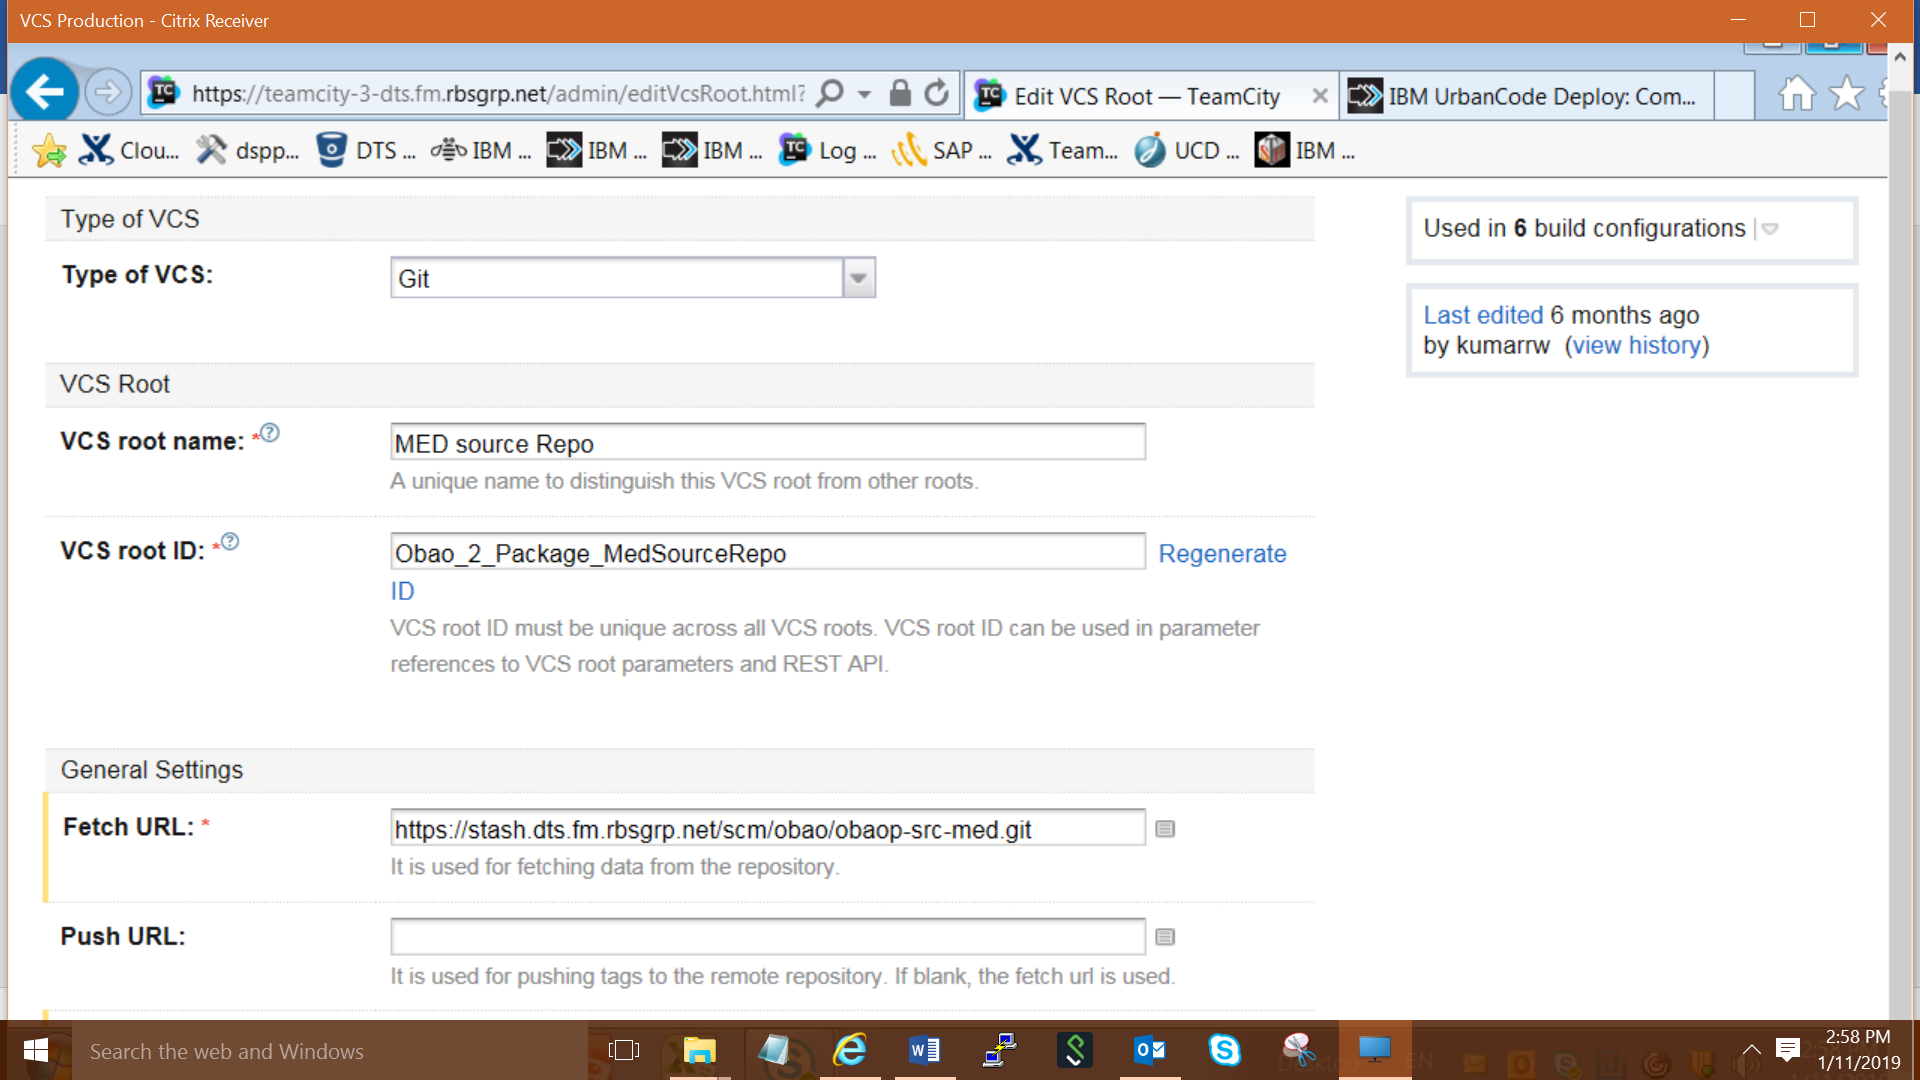 VCS Production - Citrix Receiver
https://teamcity-3-dts.fm.rbsgrp.net/admin/editVcsRoot.html?
Edit VCS Root — TeamCity
IBM UrbanCode Deploy: Com...
Clou...
dspp...
DTS ...
IBM ...
IBM ...
IBM ...
Log ...
SAP ...
Team...
UCD ...
IBM ...
Type of VCS
Type of VCS:
Git
Used in 6 build configurations
Last edited 6 months ago
by kumarrw (view history)
VCS Root
VCS root name: *
MED source Repo
A unique name to distinguish this VCS root from other roots.
VCS root ID: *
Obao_2_Package_MedSourceRepo
Regenerate
ID
VCS root ID must be unique across all VCS roots. VCS root ID can be used in parameter
references to VCS root parameters and REST API.
General Settings
Fetch URL: *
https://stash.dts.fm.rbsgrp.net/scm/obao/obaop-src-med.git
It is used for fetching data from the repository.
Push URL:
It is used for pushing tags to the remote repository. If blank, the fetch url is used.
Search the web and Windows
2:58 PM
1/11/2019